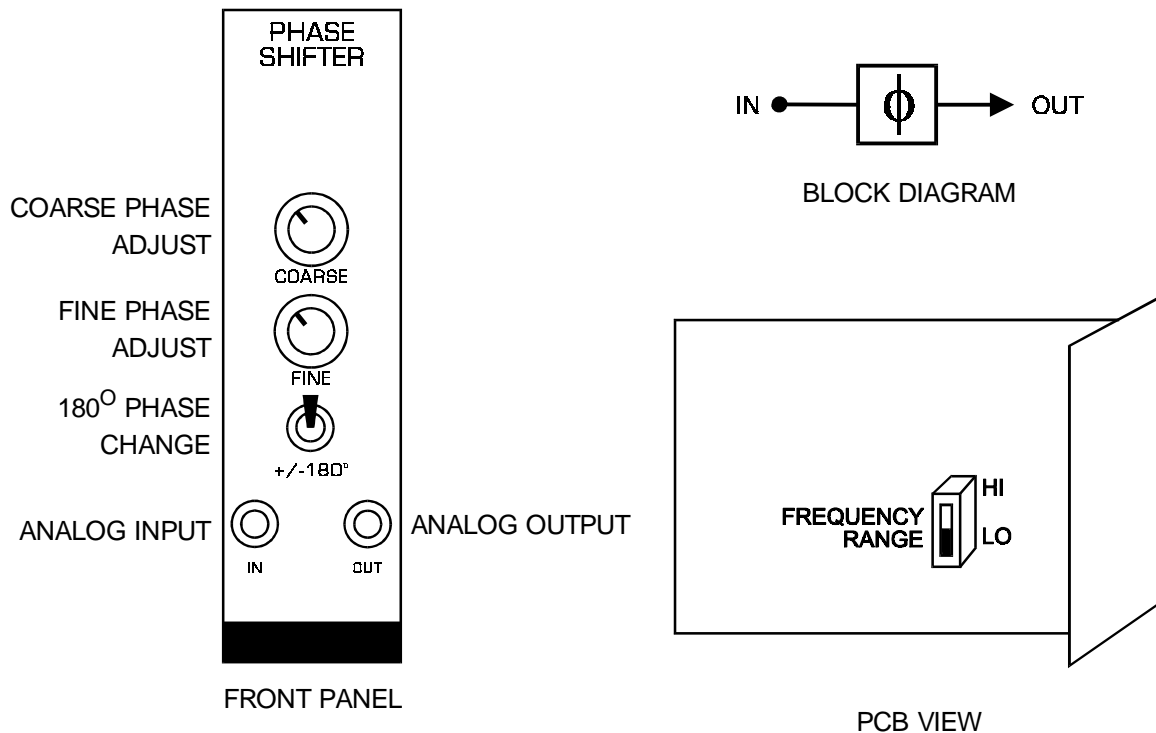 PHASE
SHIFTER
COARSE PHASE
ADJUST
COARSE
FINE PHASE
ADJUST
FINE
180° PHASE
CHANGE
+/-180°
ANALOG INPUT
ANALOG OUTPUT
IN
OUT
FRONT PANEL
IN
ϕ
OUT
BLOCK DIAGRAM
FREQUENCY
RANGE
HI
LO
PCB VIEW